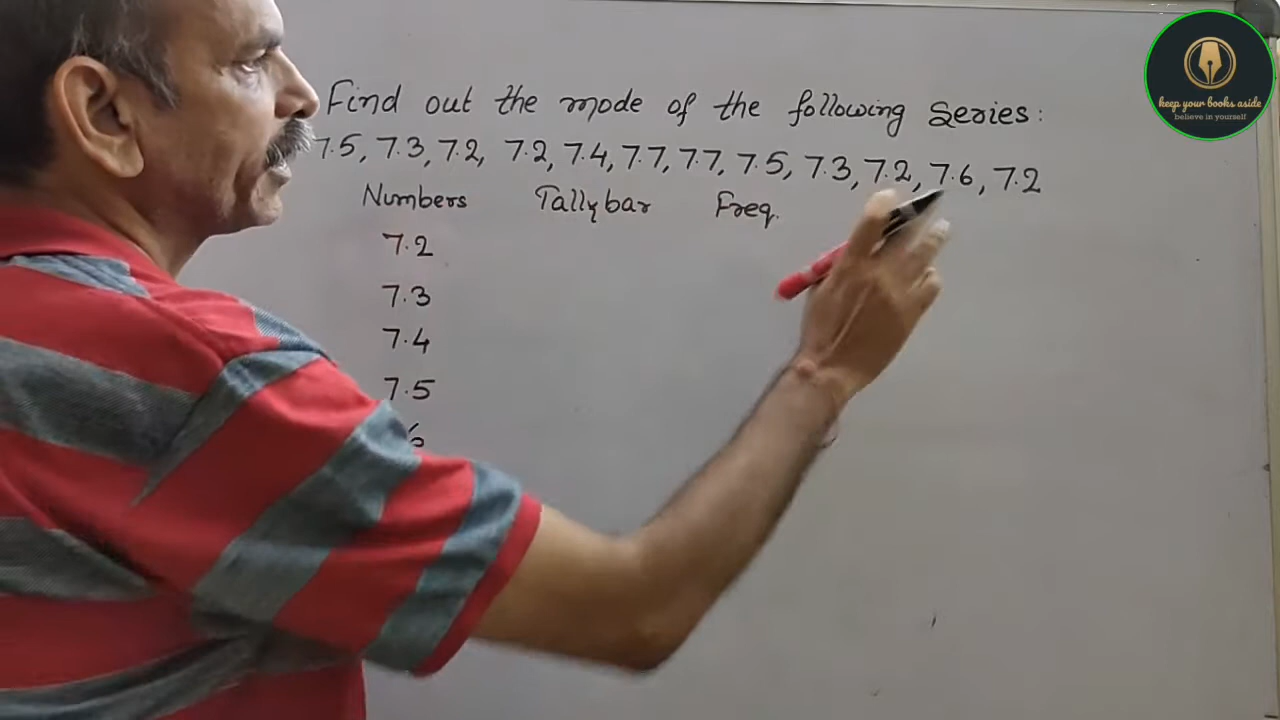 Find out the mode of the following Series:
7.5, 7.3, 7.2, 7.2, 7.4, 7.7, 7.7, 7.5, 7.3, 7.2, 7.6, 7.2
Numbers Tallybar Freq.
7.2
7.3
7.4
7.5
6
keep your books aside
believe in yourself